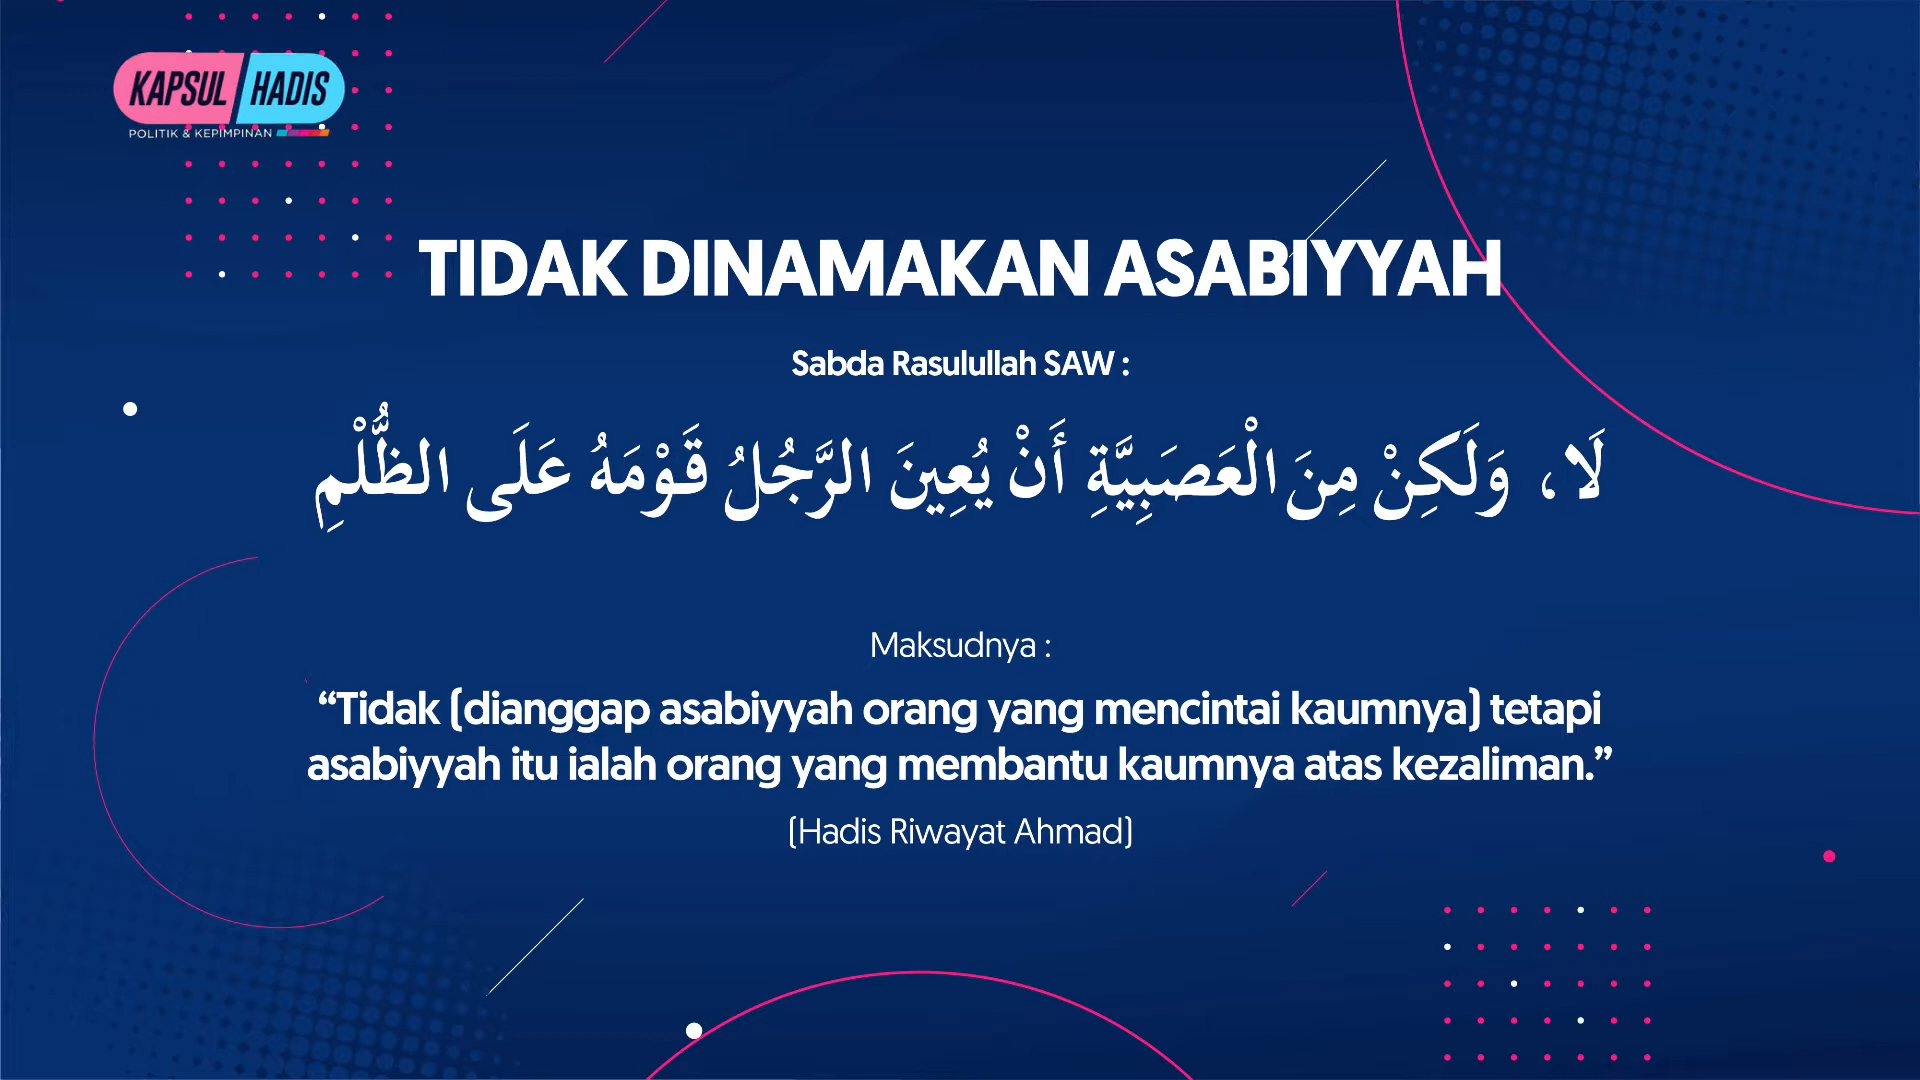 KAPSUL HADIS
POLITIK & KEPIMPINAN
TIDAK DINAMAKAN ASABIYYAH
Sabda Rasulullah SAW :
لَا، وَلَكِنْ مِنَ الْعَصَبِيَّةِ أَنْ يُعِينَ الرَّجُلُ قَوْمَهُ عَلَى الظُّلْمِ
Maksudnya :
“Tidak (dianggap asabiyyah orang yang mencintai kaumnya) tetapi
asabiyyah itu ialah orang yang membantu kaumnya atas kezaliman.”
(Hadis Riwayat Ahmad)